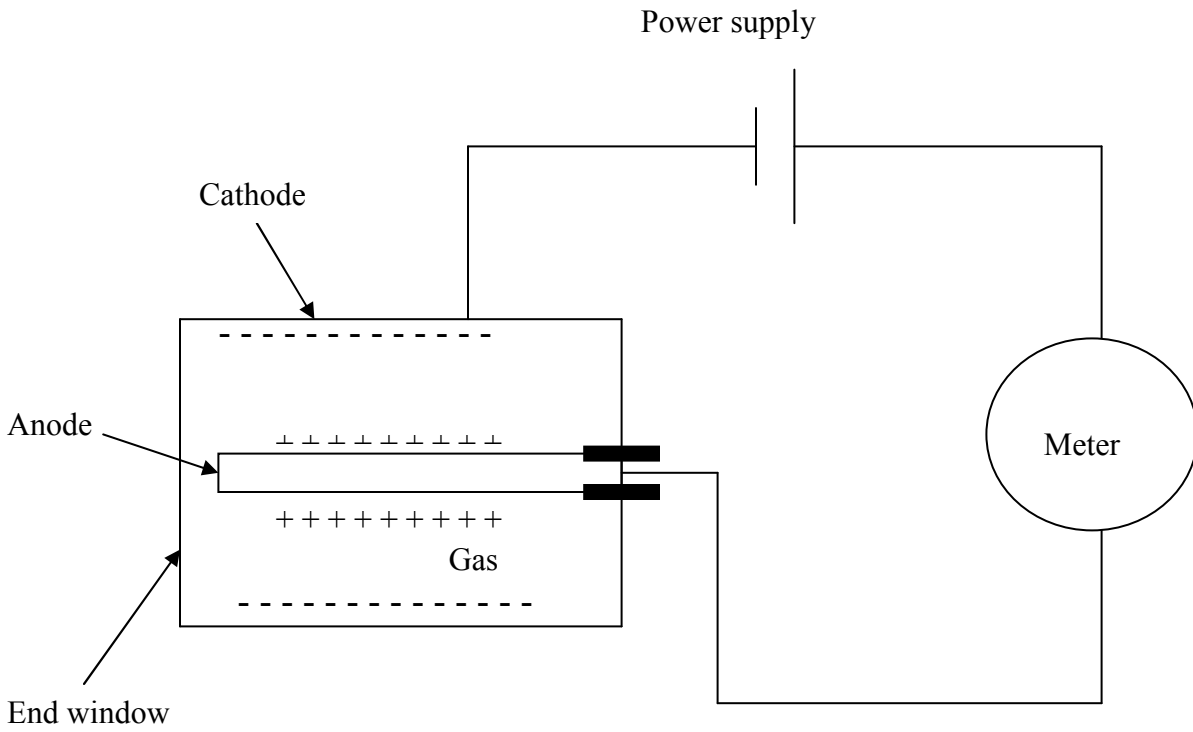 Power supply
Cathode
- - - - - - - - - - - - -
Anode
+ + + + + + + + +
Meter
+ + + + + + + + +
Gas
- - - - - - - - - - - - - -
End window